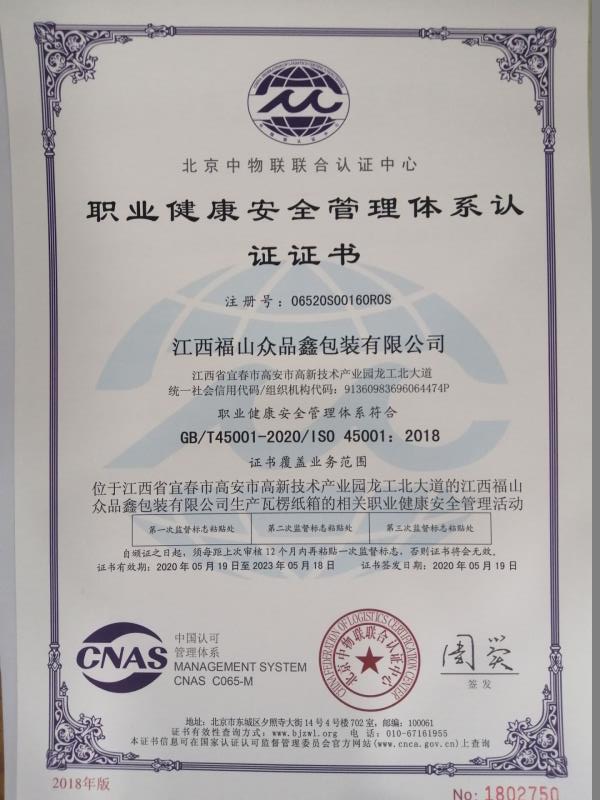 北京中物联联合认证中心
职业健康安全管理体系认
证证书
注册号：06520S00160R0S
江西福山众品鑫包装有限公司
江西省宜春市高安市高新技术产业园龙工北大道
统一社会信用代码/组织机构代码：91360983696064474P
职业健康安全管理体系符合
GB/T45001-2020/ISO 45001：2018
证书覆盖业务范围
位于江西省宜春市高安市高新技术产业园龙工北大道的江西福山
众品鑫包装有限公司生产瓦楞纸箱的相关职业健康安全管理活动
第一次监督标志粘贴处 第二次监督标志粘贴处 第三次监督标志粘贴处
自颁证之日起，须每距上次审核12个月内再粘贴一次监督标志，否则证书将会无效。
证书有效期：2020年05月19日至2023年05月18日 证书签发日期：2020年05月19日
CNAS
中国认可
管理体系
MANAGEMENT SYSTEM
CNAS C065-M
CHINA FEDERATION OF LOGISTICS CERTIFICATION CENTER
北京中物联联合认证中心
签发
地址：北京市东城区夕照寺大街14号4号楼702室，邮编：100061
证书有效性查询方式：www.bjzwl.org 电话：010-67161955
本证书信息可在国家认证认可监督管理委员会官方网站(www.cnca.gov.cn)上查询
2018年版
No: 1802750